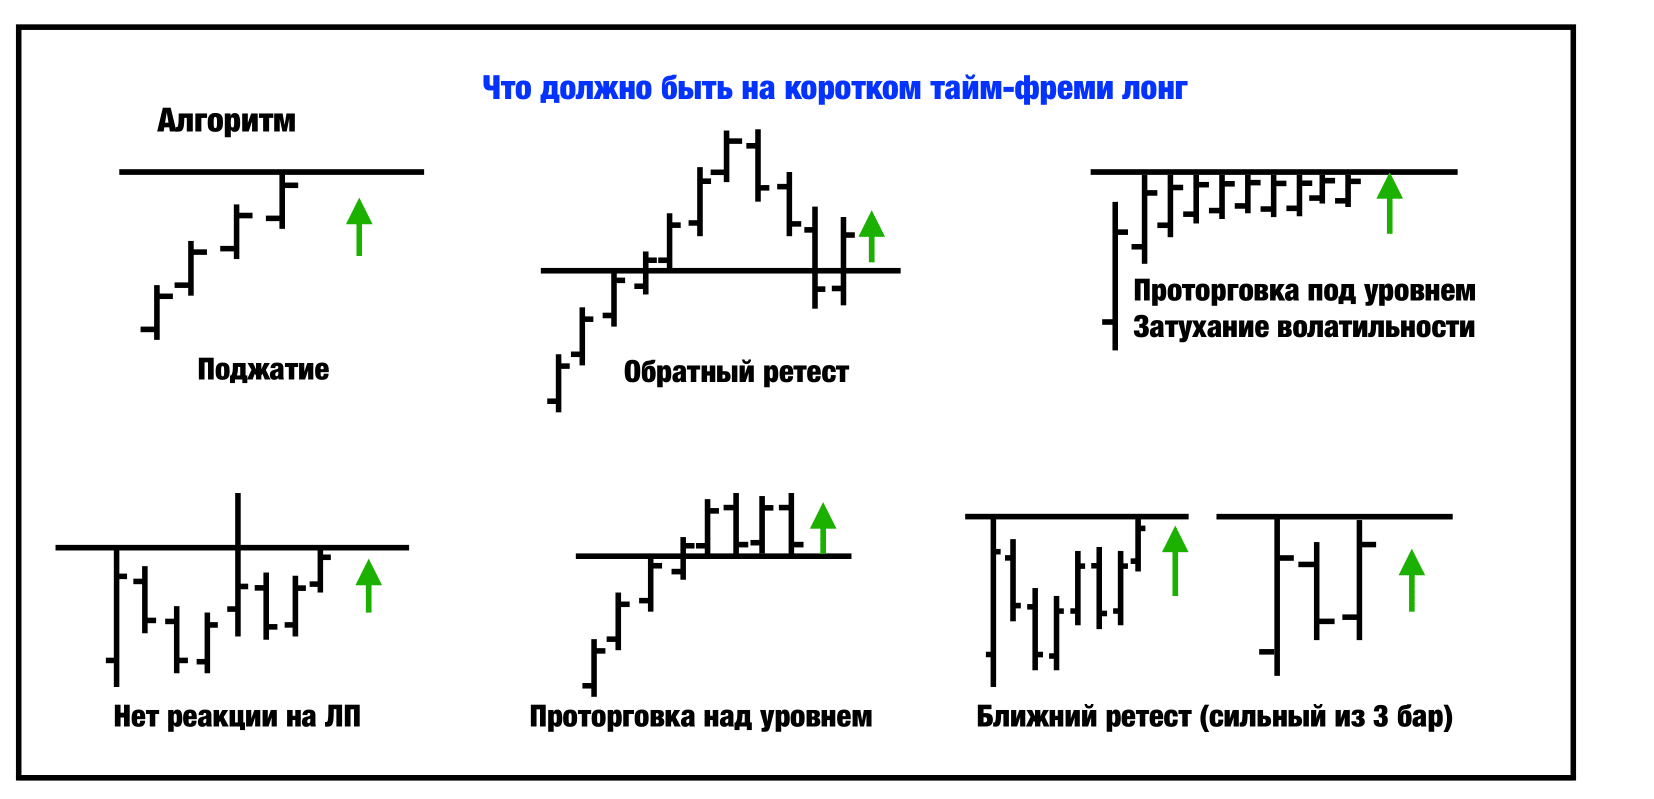 Что должно быть на коротком тайм-фреми лонг
Алгоритм
Поджатие
Обратный ретест
Проторговка под уровнем
Затухание волатильности
Нет реакции на ЛП
Проторговка над уровнем
Ближний ретест (сильный из 3 бар)